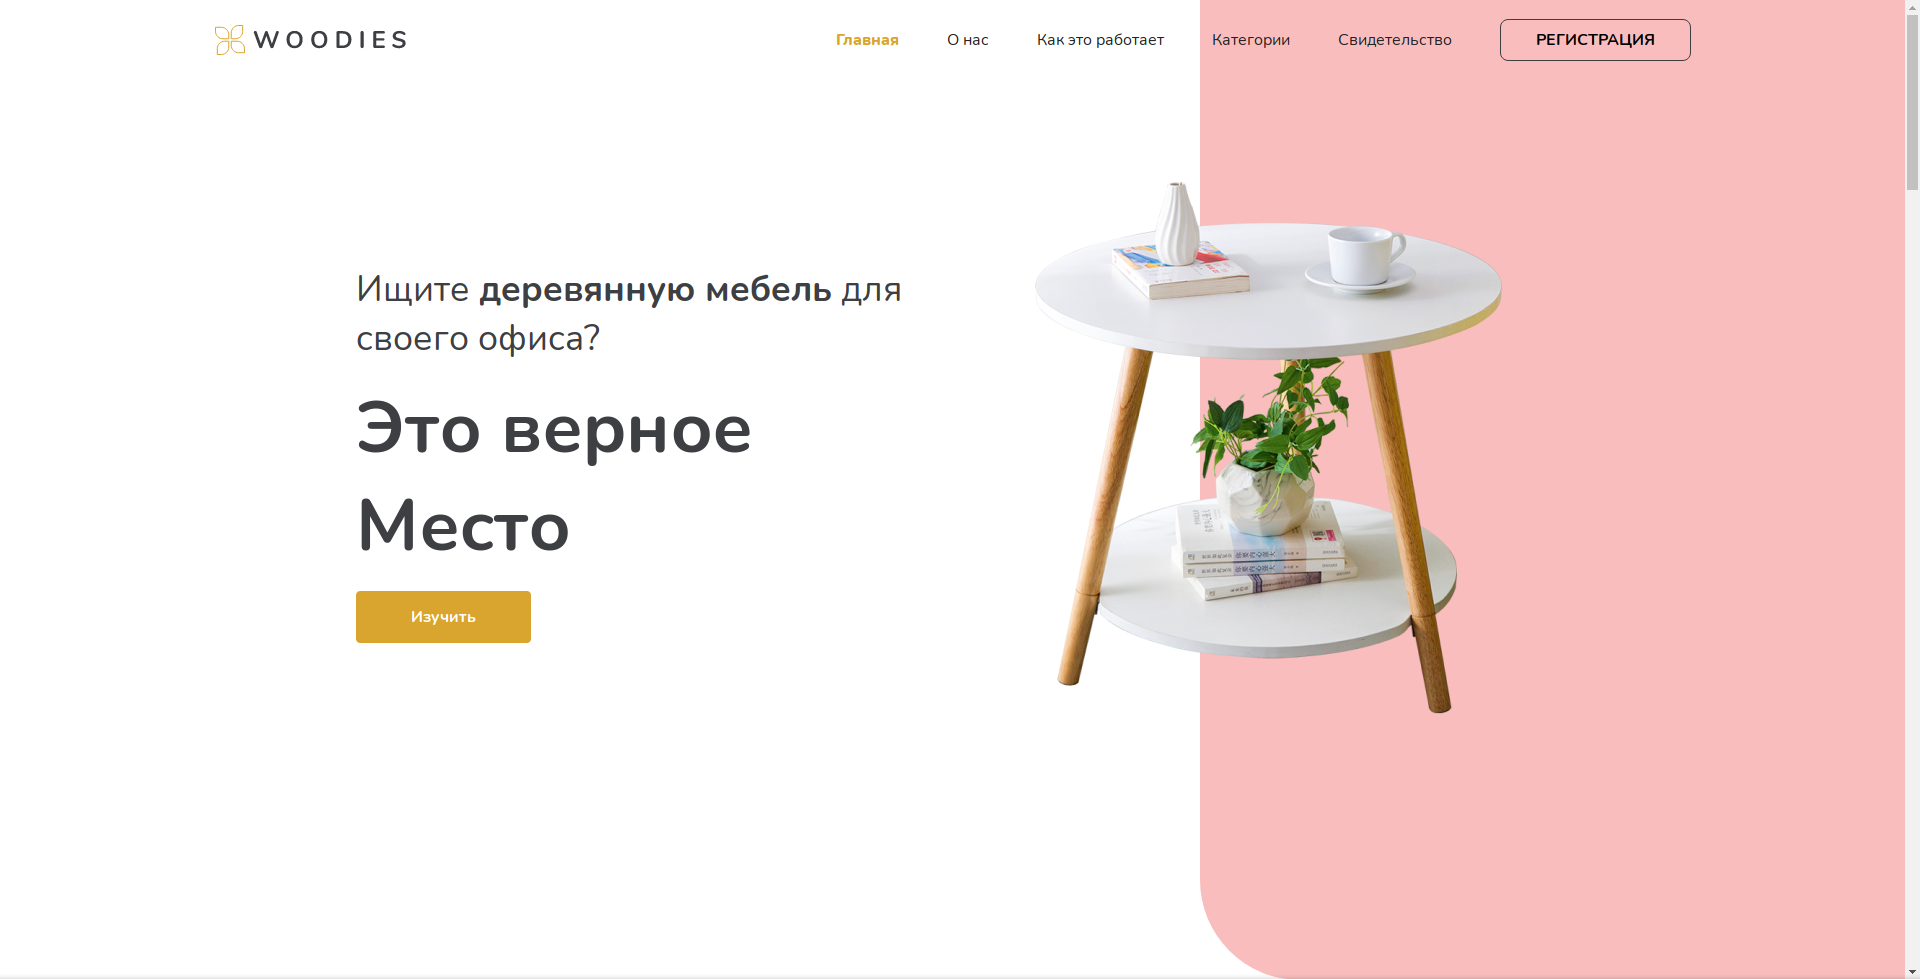 WOODIES
Главная
О нас
Как это работает
Категории
Свидетельство
РЕГИСТРАЦИЯ
Ищите деревянную мебель для
своего офиса?
Это верное
Место
Изучить